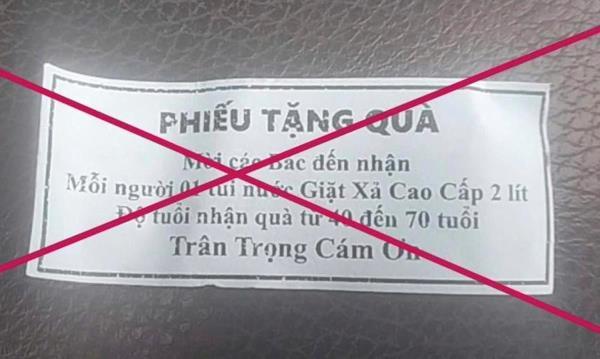 PHIẾU TẶNG QUÀ
Mời các Bác đến nhận
Mỗi người 01 túi nước Giặt Xả Cao Cấp 2 lít
Độ tuổi nhận quà từ 40 đến 70 tuổi
Trân Trọng Cám Ơn